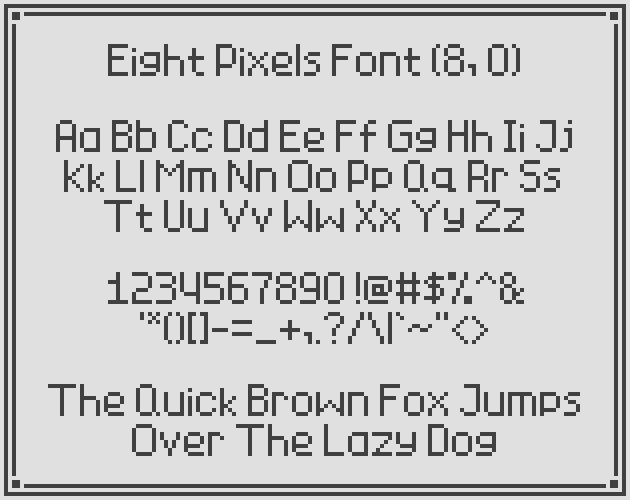 Eight Pixels Font (8, 0)
Aa Bb Cc Dd Ee Ff Gg Hh Ii Jj
Kk Ll Mm Nn Oo Pp Qq Rr Ss
Tt Uu Vv Ww Xx Yy Zz
1234567890 !@#$%^&
'*()[]-=_+,.?/\|`~"<>
The Quick Brown Fox Jumps
Over The Lazy Dog